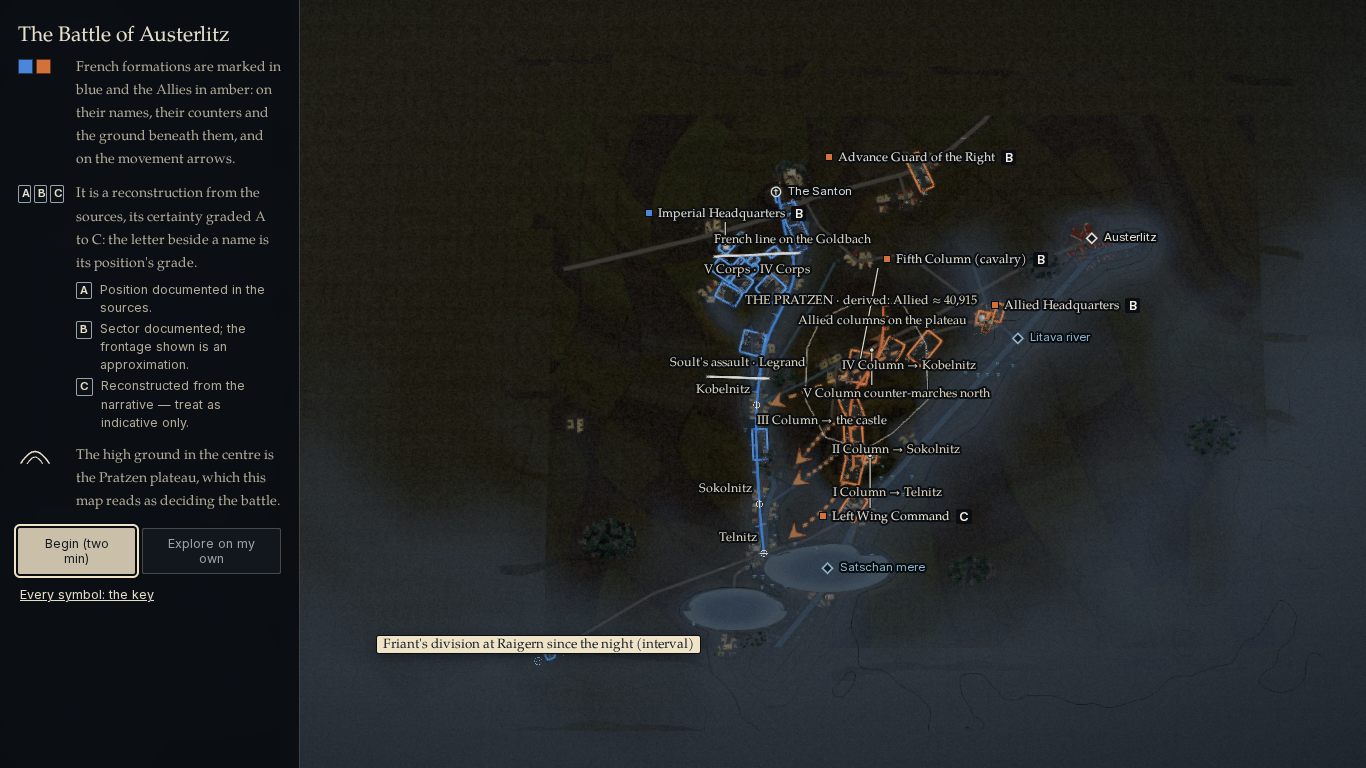 The Battle of Austerlitz
French formations are marked in
blue and the Allies in amber: on
their names, their counters and
the ground beneath them, and
on the movement arrows.
A B C
It is a reconstruction from the
sources, its certainty graded A
to C: the letter beside a name is
its position's grade.
A Position documented in the
sources.
B Sector documented; the
frontage shown is an
approximation.
C Reconstructed from the
narrative — treat as
indicative only.
The high ground in the centre is
the Pratzen plateau, which this
map reads as deciding the battle.
Begin (two
min)
Explore on my
own
Every symbol: the key
Advance Guard of the Right B
The Santon
Imperial Headquarters B
French line on the Goldbach
Austerlitz
Fifth Column (cavalry) B
V Corps · IV Corps
THE PRATZEN · derived: Allied ≈ 40,915
Allied Headquarters B
Allied columns on the plateau
Litava river
Soult's assault · Legrand
IV Column → Kobelnitz
Kobelnitz
V Column counter-marches north
III Column → the castle
II Column → Sokolnitz
Sokolnitz
I Column → Telnitz
Left Wing Command C
Telnitz
Satschan mere
Friant's division at Raigern since the night (interval)